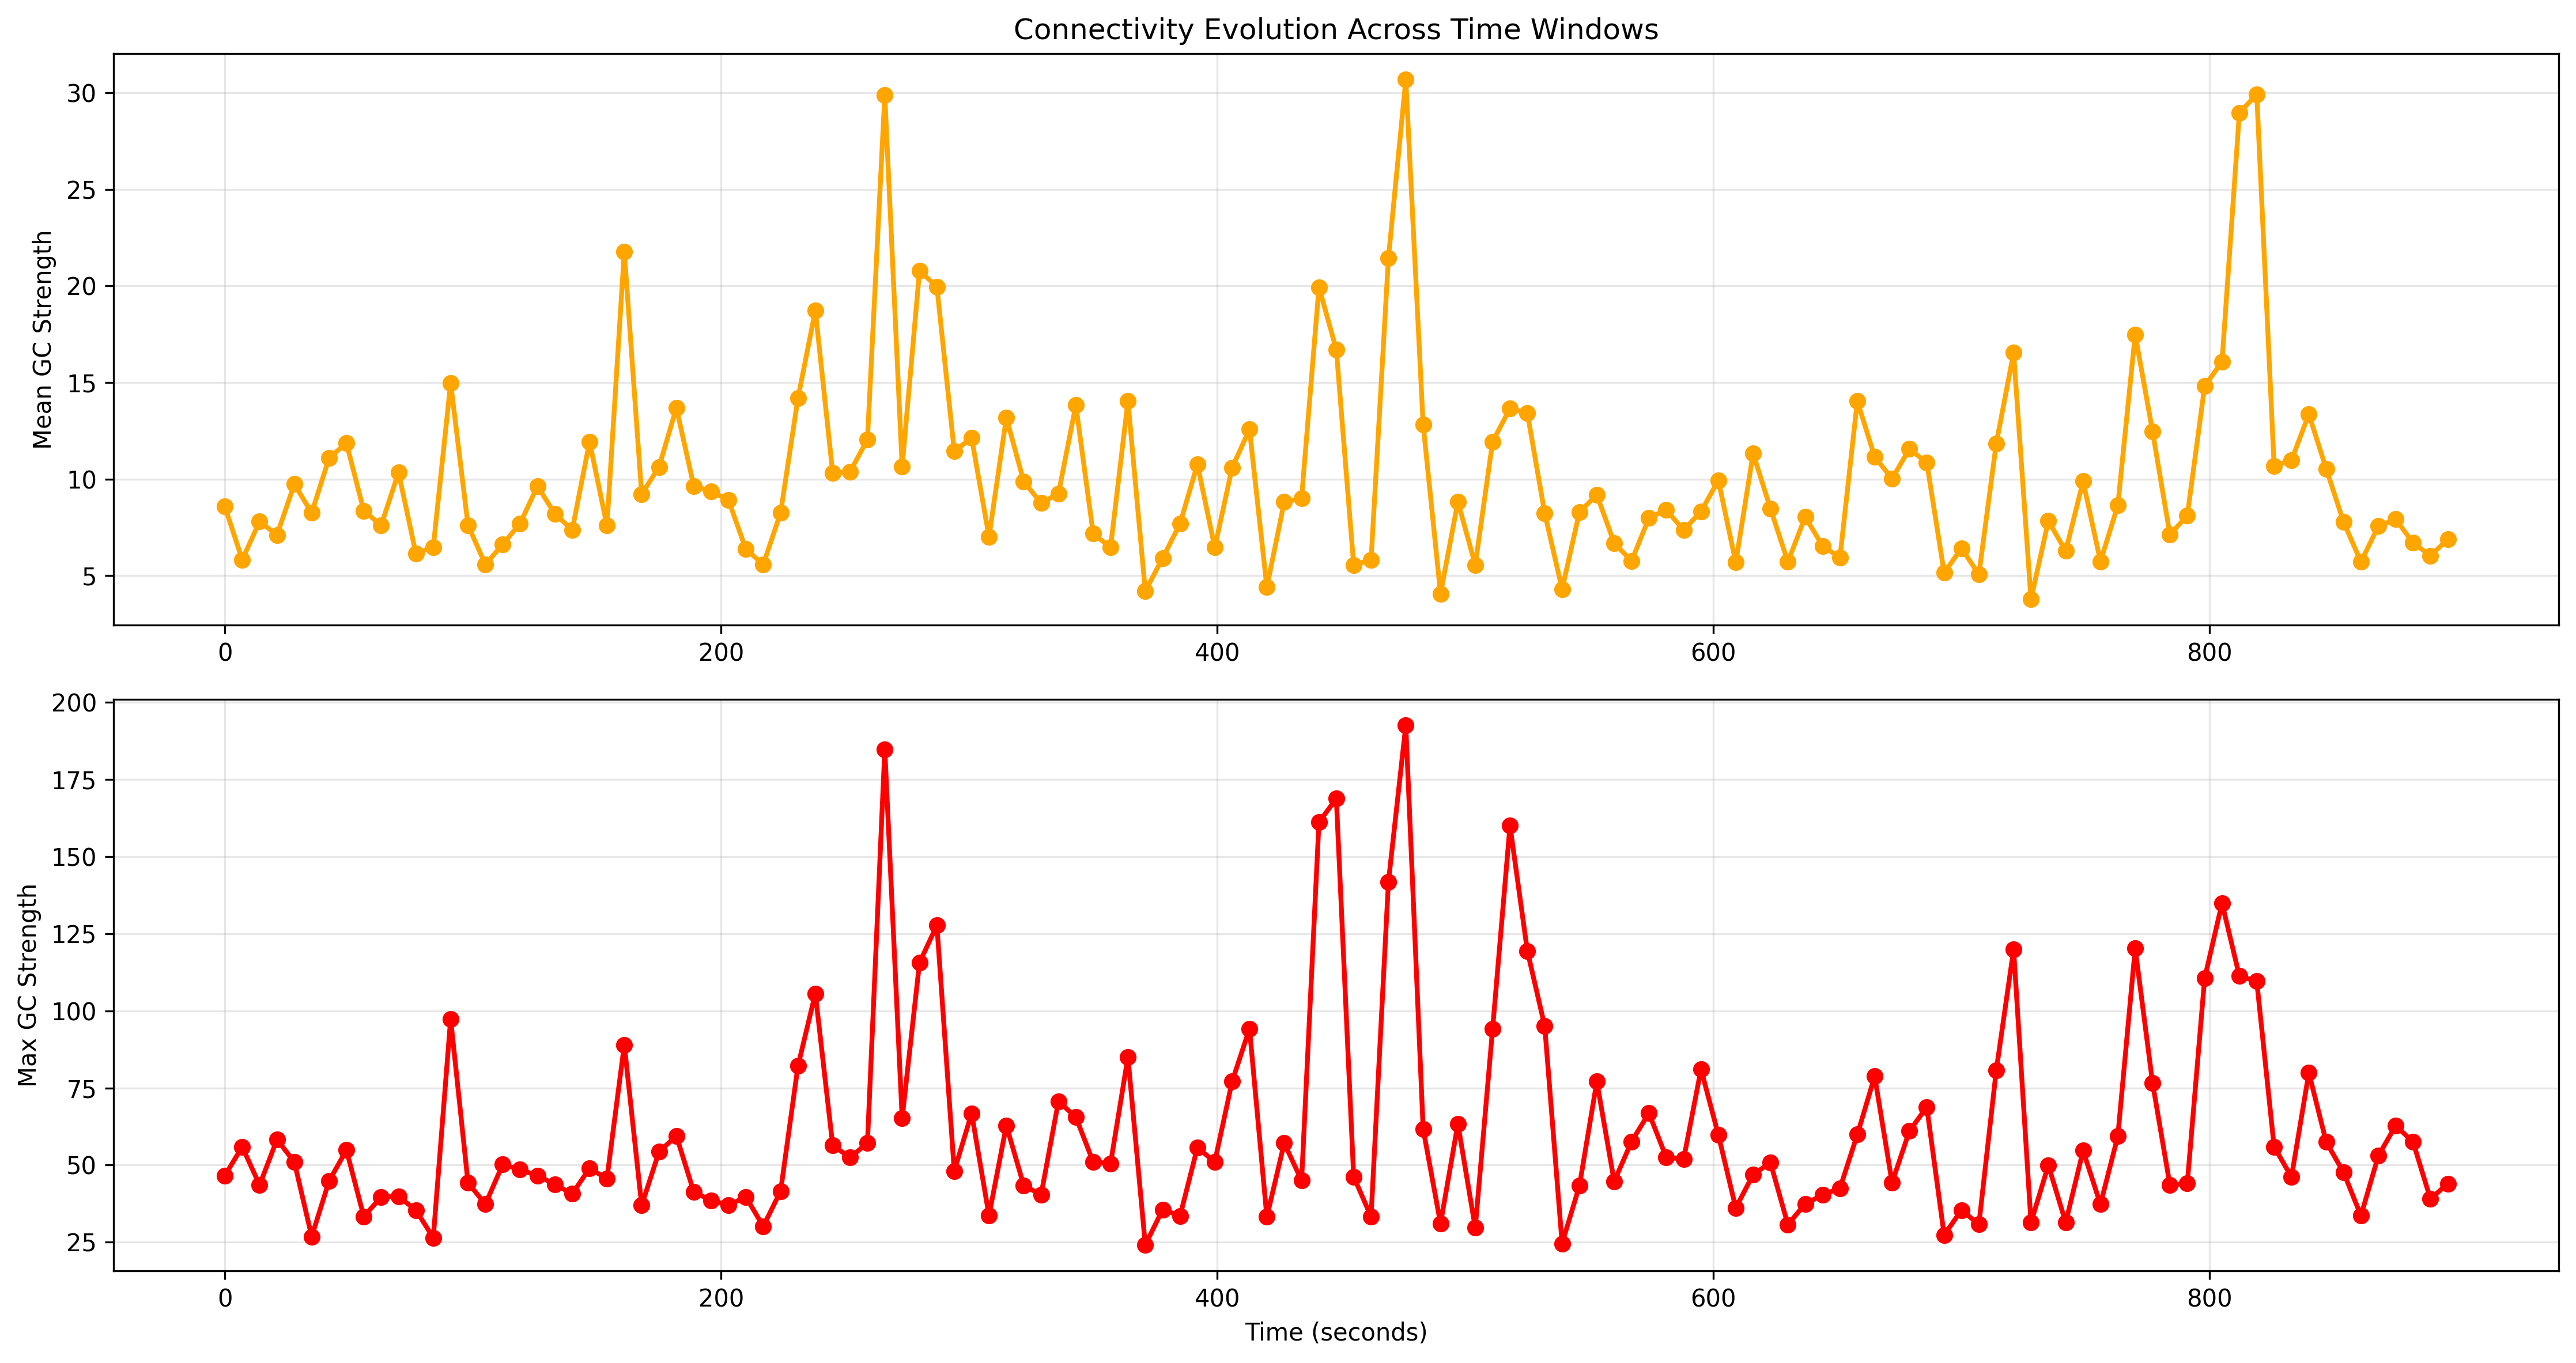 Connectivity Evolution Across Time Windows
Mean GC Strength
30
25
20
15
10
5
0 200 400 600 800
Max GC Strength
200
175
150
125
100
75
50
25
0 200 400 600 800
Time (seconds)